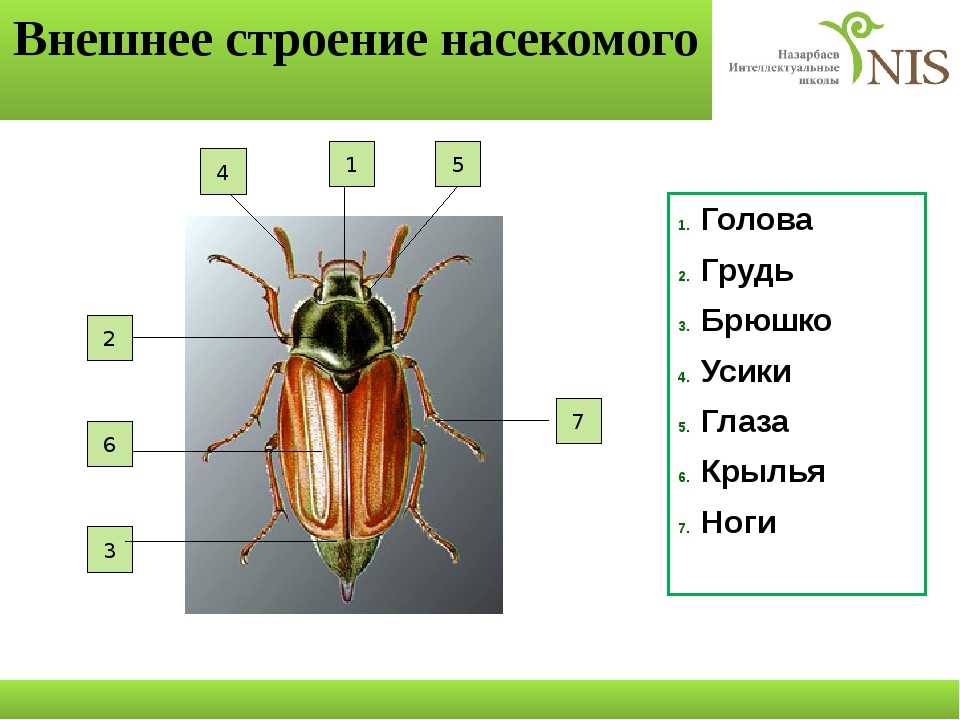 Внешнее строение насекомого
Назарбаев
Интеллектуальные
школы
NIS
4
1
5
2
6
3
7
1. Голова
2. Грудь
3. Брюшко
4. Усики
5. Глаза
6. Крылья
7. Ноги